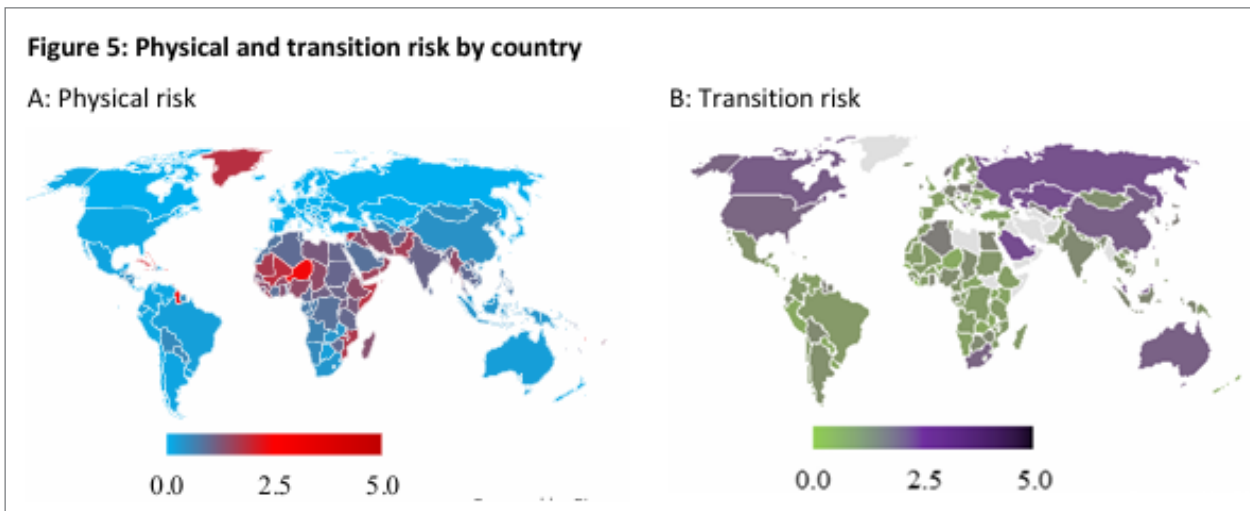 Figure 5: Physical and transition risk by country
A: Physical risk
B: Transition risk
0.0 2.5 5.0
0.0 2.5 5.0